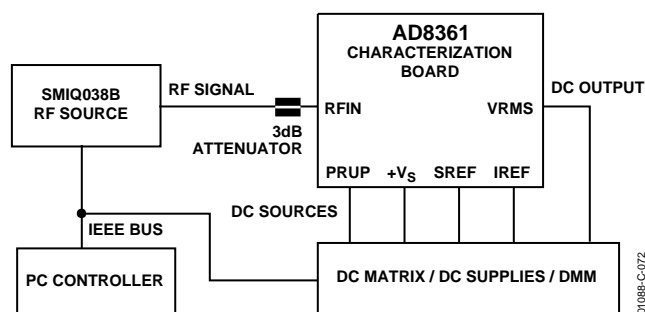 AD8361
CHARACTERIZATION
BOARD
SMIQ038B
RF SOURCE
RF SIGNAL
DC OUTPUT
RFIN
VRMS
3dB
ATTENUATOR
PRUP +VS SREF IREF
DC SOURCES
IEEE BUS
PC CONTROLLER
DC MATRIX / DC SUPPLIES / DMM
01088-C-072